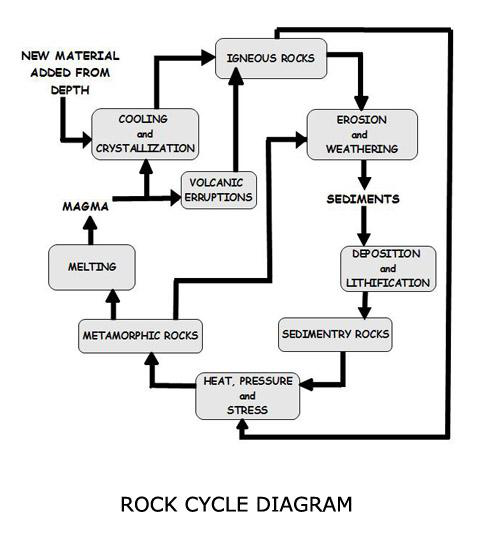 NEW MATERIAL
ADDED FROM
DEPTH
IGNEOUS ROCKS
COOLING
and
CRYSTALLIZATION
EROSION
and
WEATHERING
VOLCANIC
ERRUPTIONS
MAGMA
SEDIMENTS
MELTING
DEPOSITION
and
LITHIFICATION
METAMORPHIC ROCKS
SEDIMENTRY ROCKS
HEAT, PRESSURE
and
STRESS
ROCK CYCLE DIAGRAM